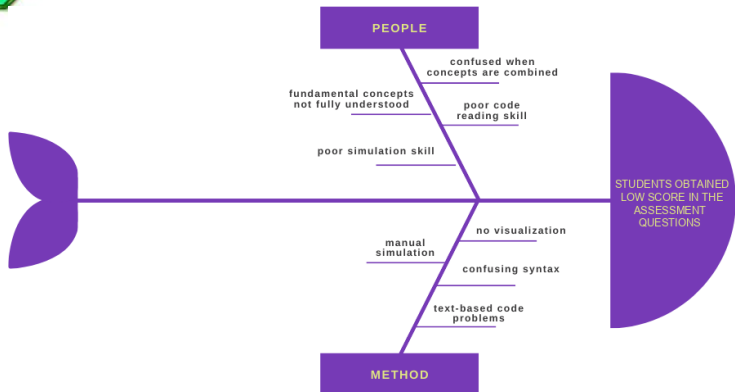 PEOPLE
confused when
concepts are combined
fundamental concepts
not fully understood
poor code
reading skill
poor simulation skill
STUDENTS OBTAINED
LOW SCORE IN THE
ASSESSMENT
QUESTIONS
no visualization
manual
simulation
confusing syntax
text-based code
problems
METHOD